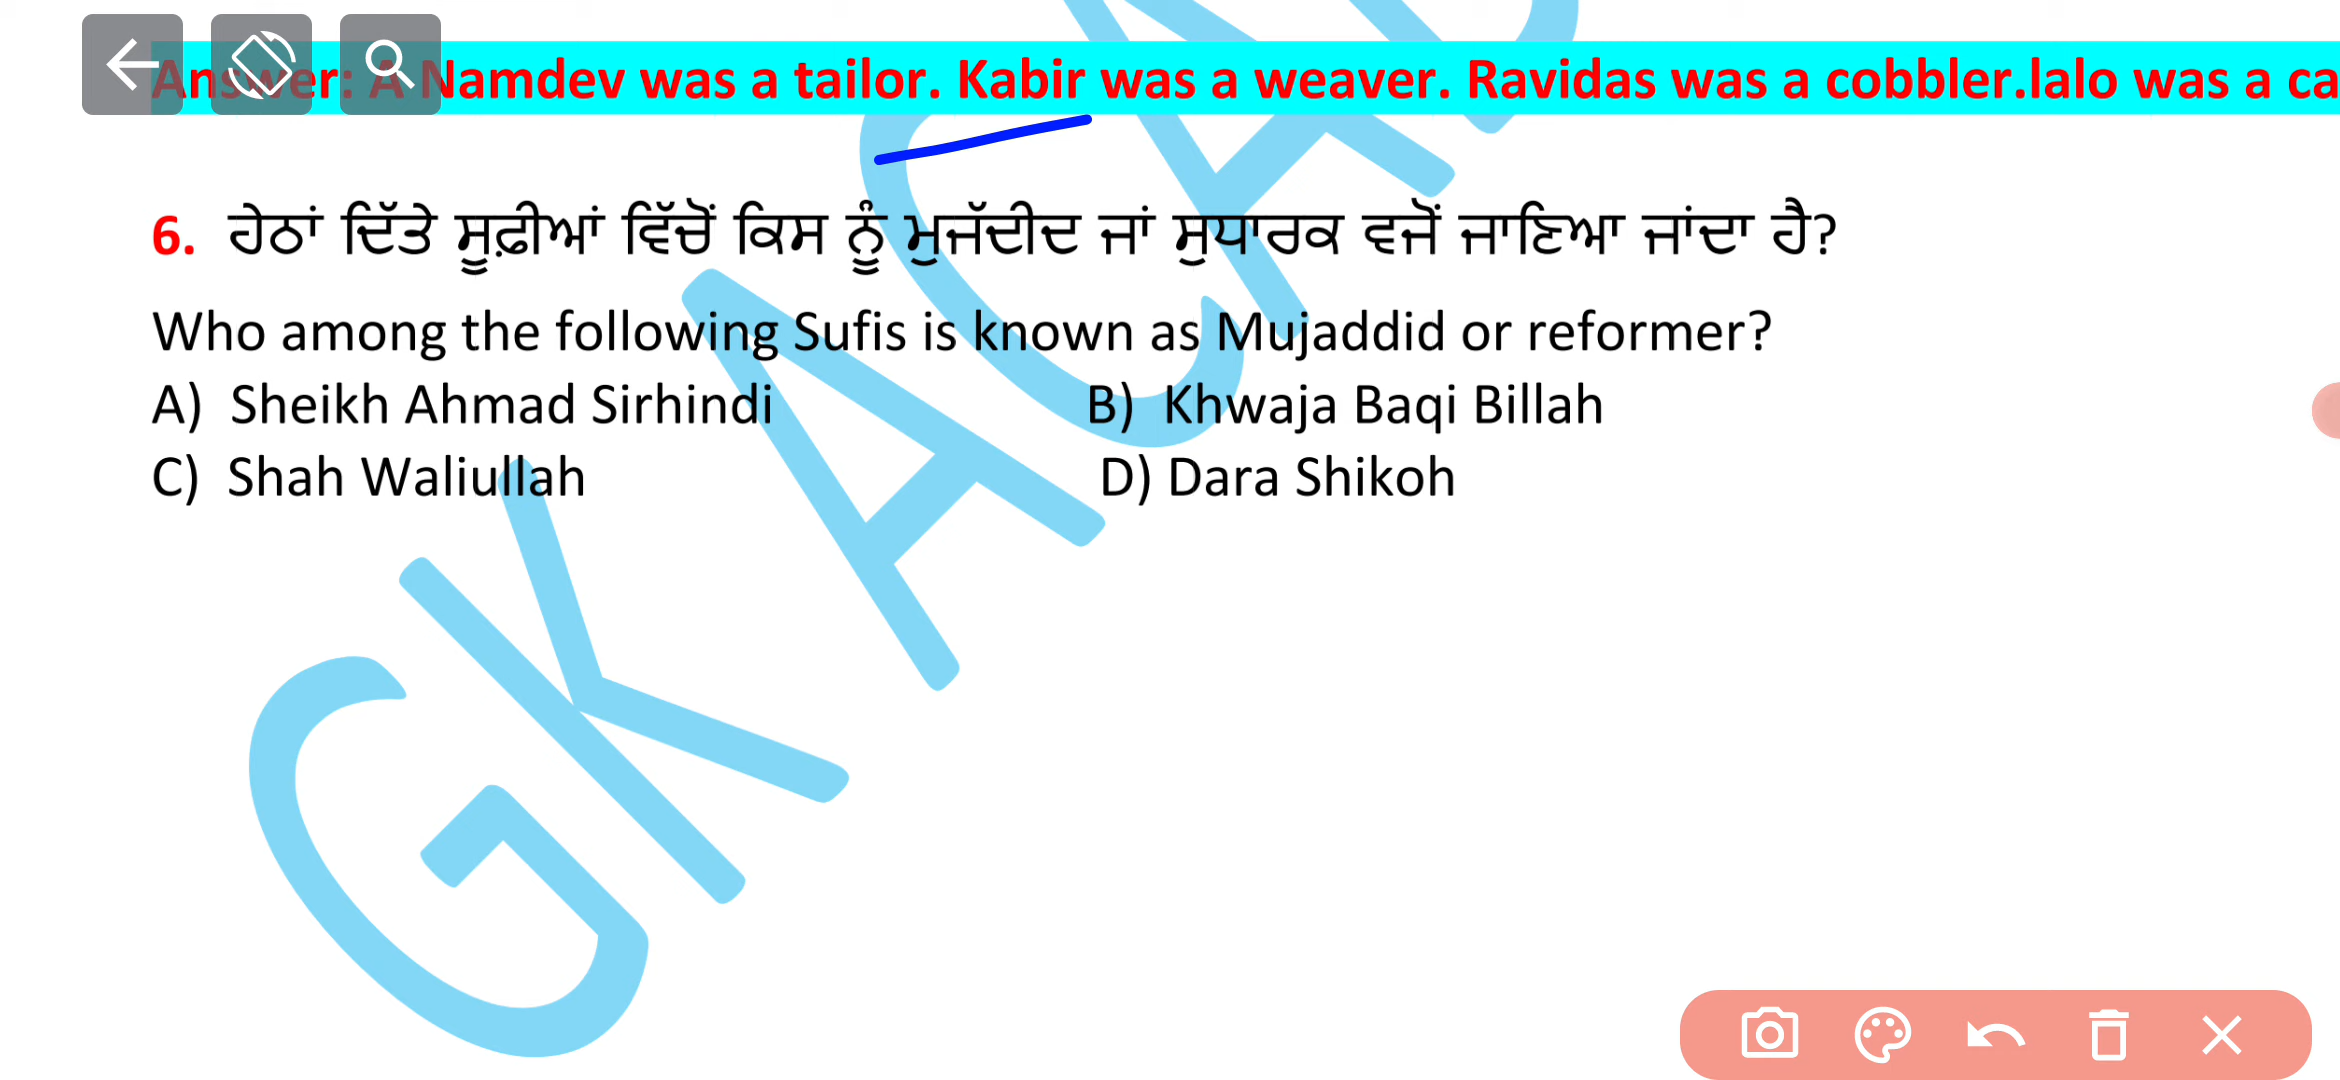 Answer: A Namdev was a tailor. Kabir was a weaver. Ravidas was a cobbler.lalo was a ca
6. ਹੇਠਾਂ ਦਿੱਤੇ ਸੂਫ਼ੀਆਂ ਵਿੱਚੋਂ ਕਿਸ ਨੂੰ ਮੁਜੱਦੀਦ ਜਾਂ ਸੁਧਾਰਕ ਵਜੋਂ ਜਾਣਿਆ ਜਾਂਦਾ ਹੈ?
Who among the following Sufis is known as Mujaddid or reformer?
A) Sheikh Ahmad Sirhindi B) Khwaja Baqi Billah
C) Shah Waliullah D) Dara Shikoh
GK ACAD